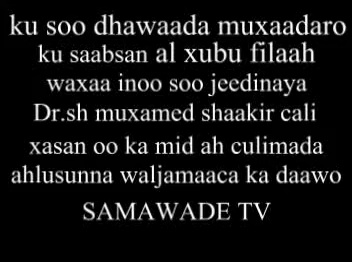 ku soo dhawaada muxaadaro
ku saabsan al xubu filaah
waxaa inoo soo jeedinaya
Dr.sh muxamed shaakir cali
xasan oo ka mid ah culimada
ahlusunna waljamaaca ka daawo
SAMAWADE TV